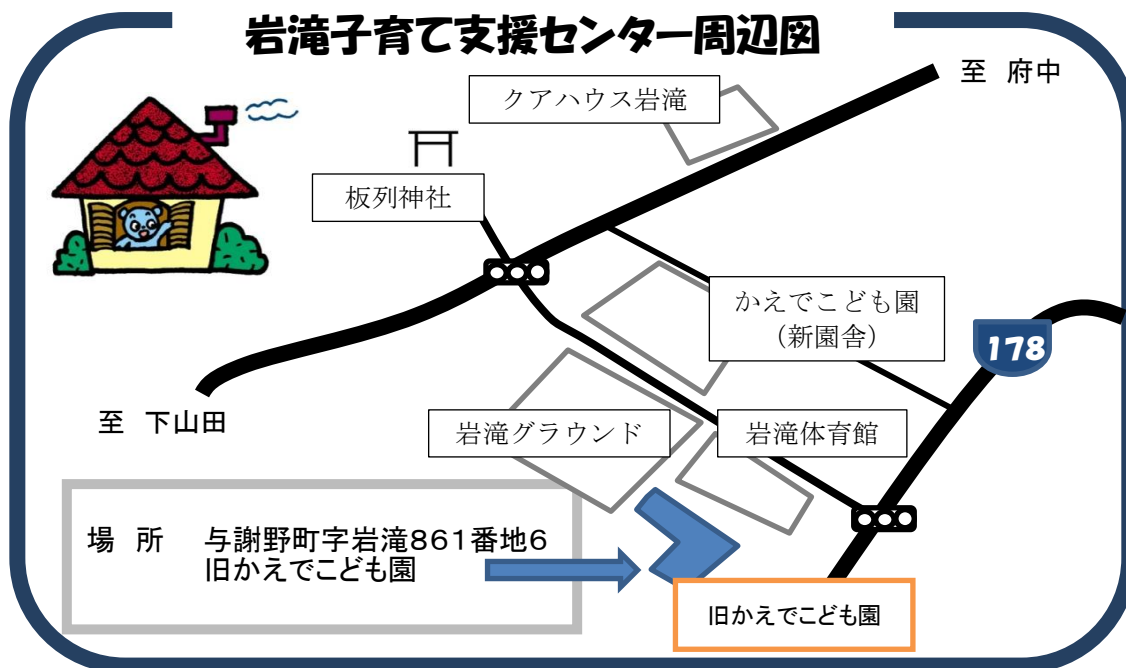 岩滝子育て支援センター周辺図
至 府中
クアハウス岩滝
板列神社
かえでこども園
（新園舎）
178
至 下山田
岩滝グラウンド
岩滝体育館
場 所 与謝野町字岩滝861番地6
旧かえでこども園
旧かえでこども園